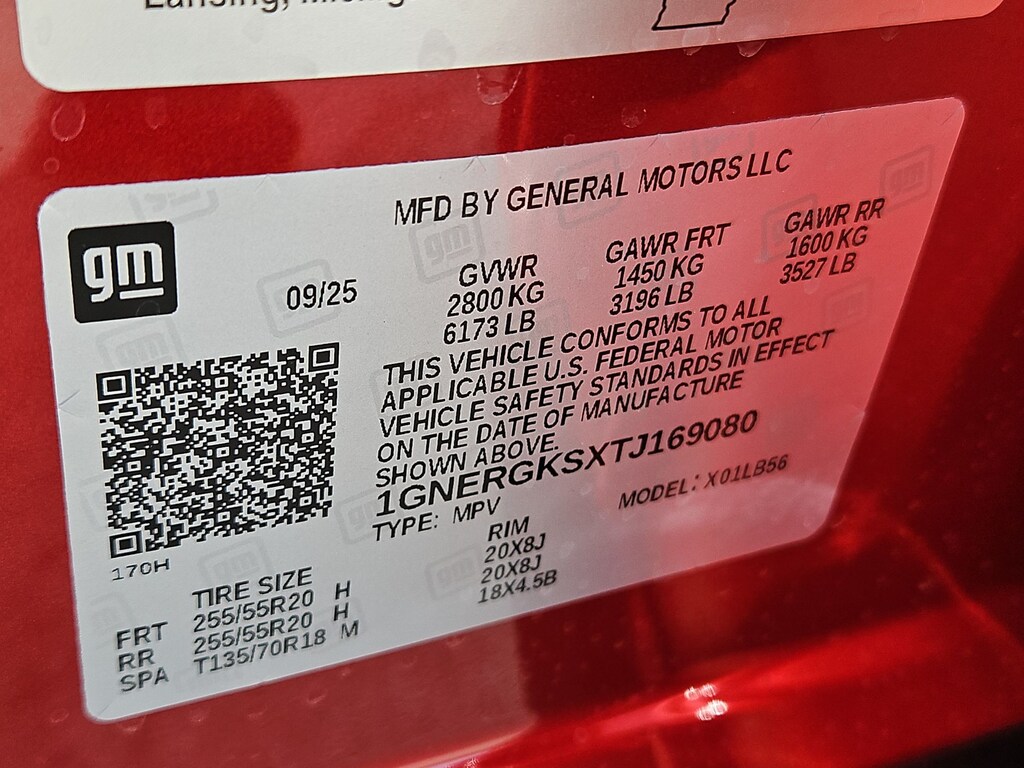 Lansing,
gm
MFD BY GENERAL MOTORS LLC
09/25
GVWR GAWR FRT GAWR RR
2800 KG 1450 KG 1600 KG
6173 LB 3196 LB 3527 LB
THIS VEHICLE CONFORMS TO ALL
APPLICABLE U.S. FEDERAL MOTOR
VEHICLE SAFETY STANDARDS IN EFFECT
ON THE DATE OF MANUFACTURE
SHOWN ABOVE.
1GNERGKSXTJ169080
TYPE: MPV MODEL: X01LB56
170H
TIRE SIZE RIM
FRT 255/55R20 H 20X8J
RR 255/55R20 H 20X8J
SPA T135/70R18 M 18X4.5B